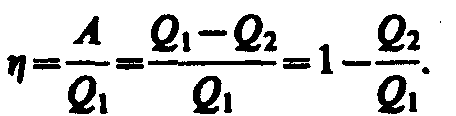 η = A/Q₁ = (Q₁ − Q₂)/Q₁ = 1 − Q₂/Q₁.